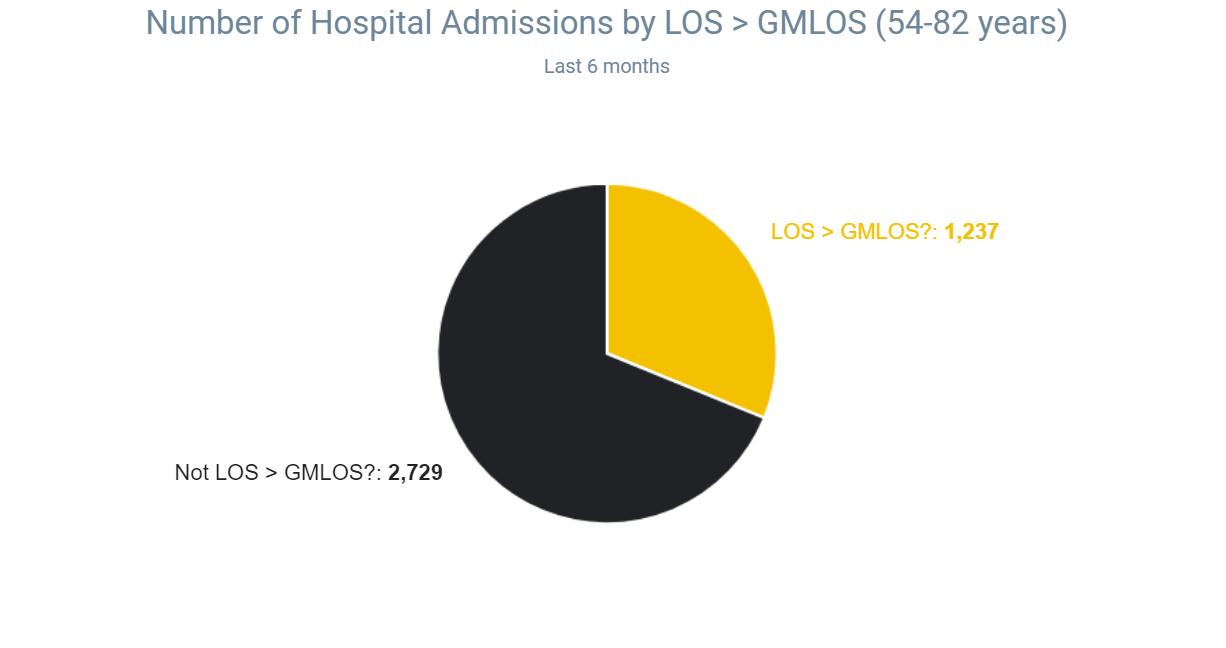 Number of Hospital Admissions by LOS > GMLOS (54-82 years)
Last 6 months
LOS > GMLOS?: 1,237
Not LOS > GMLOS?: 2,729